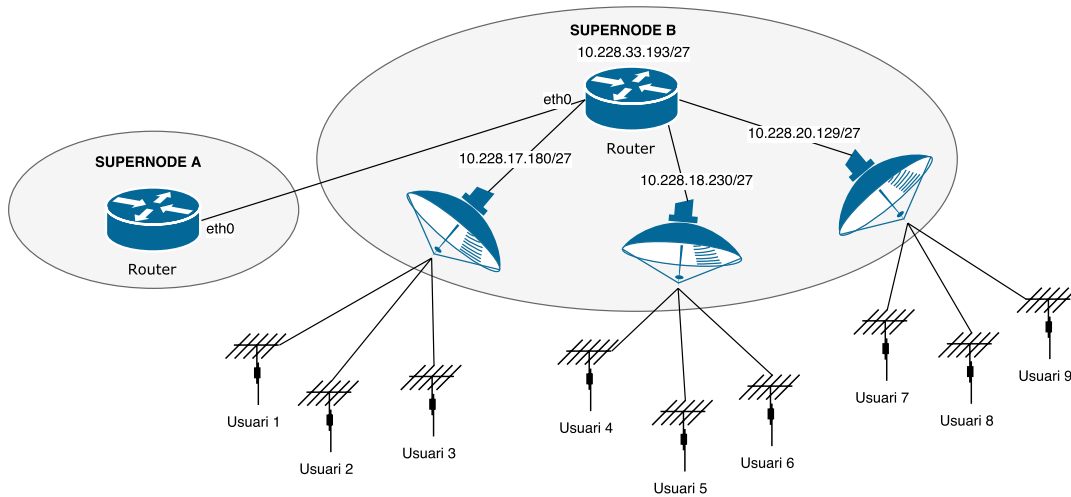 SUPERNODE B
10.228.33.193/27
eth0
Router
10.228.20.129/27
10.228.17.180/27
10.228.18.230/27
SUPERNODE A
eth0
Router
Usuari 1
Usuari 2
Usuari 3
Usuari 4
Usuari 5
Usuari 6
Usuari 7
Usuari 8
Usuari 9